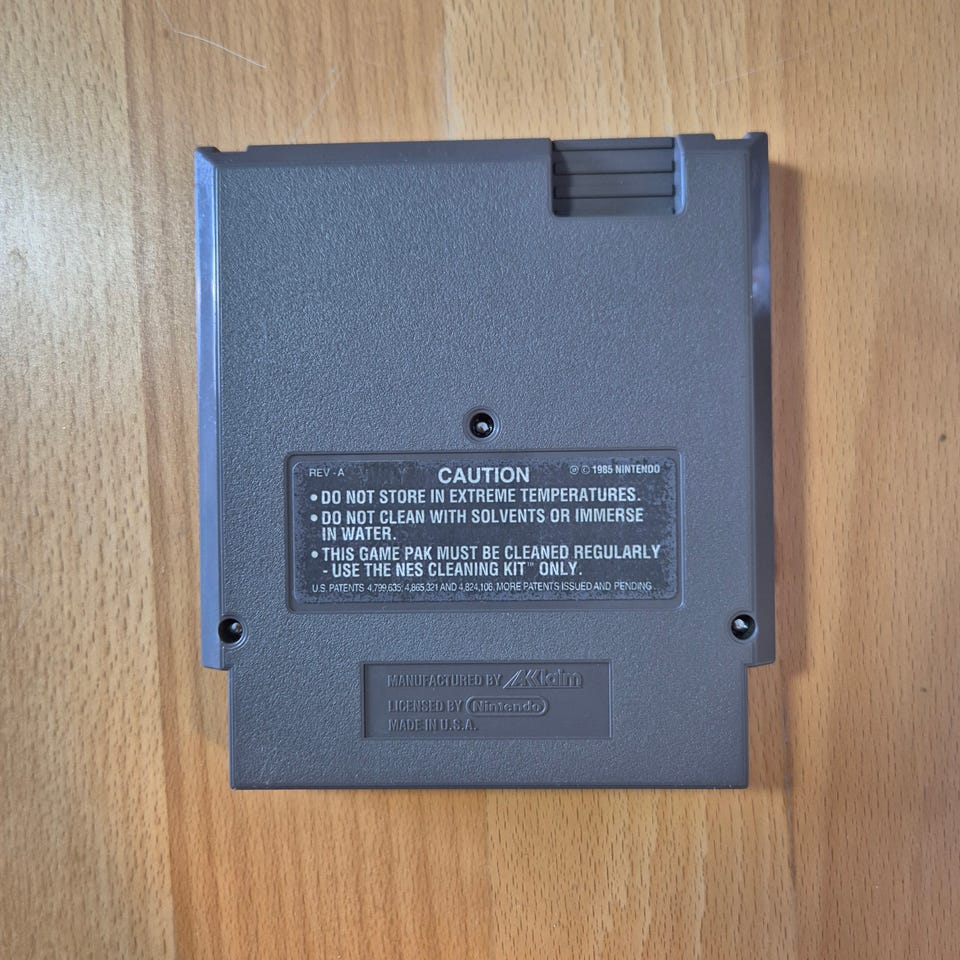 REV-A CAUTION ℗ © 1985 NINTENDO
• DO NOT STORE IN EXTREME TEMPERATURES.
• DO NOT CLEAN WITH SOLVENTS OR IMMERSE
IN WATER.
• THIS GAME PAK MUST BE CLEANED REGULARLY
- USE THE NES CLEANING KIT™ ONLY.
U.S. PATENTS 4,799,635; 4,865,321 AND 4,824,106. MORE PATENTS ISSUED AND PENDING
MANUFACTURED BY AKklaim
LICENSED BY Nintendo
MADE IN U.S.A.